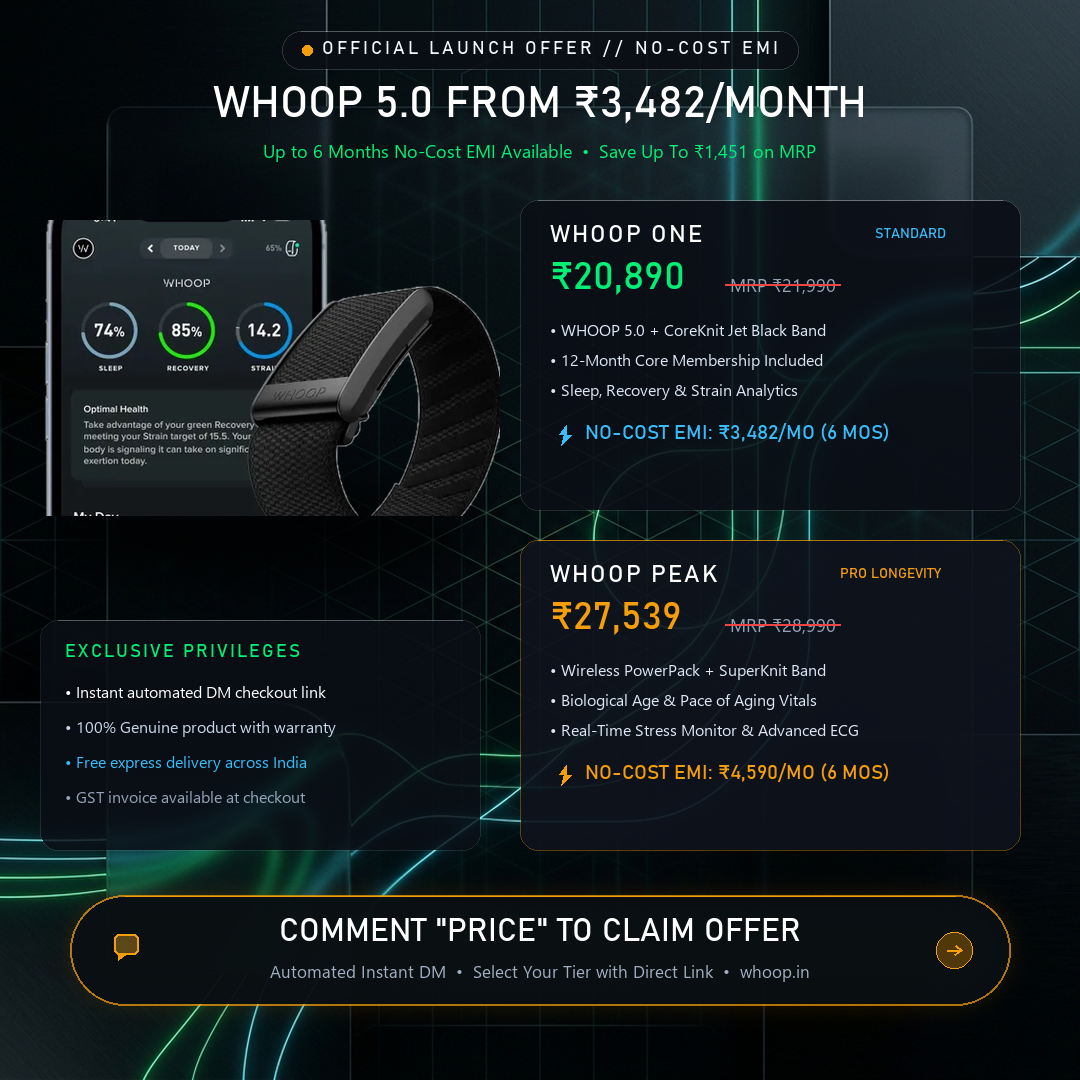 OFFICIAL LAUNCH OFFER // NO-COST EMI
WHOOP 5.0 FROM ₹3,482/MONTH
Up to 6 Months No-Cost EMI Available • Save Up To ₹1,451 on MRP
W
TODAY
65%
WHOOP
74%
85%
14.2
SLEEP
RECOVERY
Optimal Health
Take advantage of your green Recovery
meeting your Strain target of 15.5. Your
body is signaling it can take on
exertion today.
WHOOP
WHOOP ONE
STANDARD
₹20,890
MRP ₹21,990
• WHOOP 5.0 + CoreKnit Jet Black Band
• 12-Month Core Membership Included
• Sleep, Recovery & Strain Analytics
NO-COST EMI: ₹3,482/MO (6 MOS)
WHOOP PEAK
PRO LONGEVITY
₹27,539
MRP ₹28,990
• Wireless PowerPack + SuperKnit Band
• Biological Age & Pace of Aging Vitals
• Real-Time Stress Monitor & Advanced ECG
NO-COST EMI: ₹4,590/MO (6 MOS)
EXCLUSIVE PRIVILEGES
• Instant automated DM checkout link
• 100% Genuine product with warranty
• Free express delivery across India
• GST invoice available at checkout
COMMENT "PRICE" TO CLAIM OFFER
Automated Instant DM • Select Your Tier with Direct Link • whoop.in